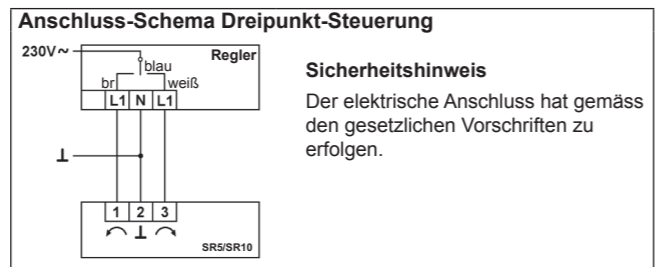 Anschluss-Schema Dreipunkt-Steuerung
230V~
Regler
blau
br
weiß
L1 N L1
Sicherheitshinweis
Der elektrische Anschluss hat gemäss
den gesetzlichen Vorschriften zu
erfolgen.
1 2 3
SR5/SR10